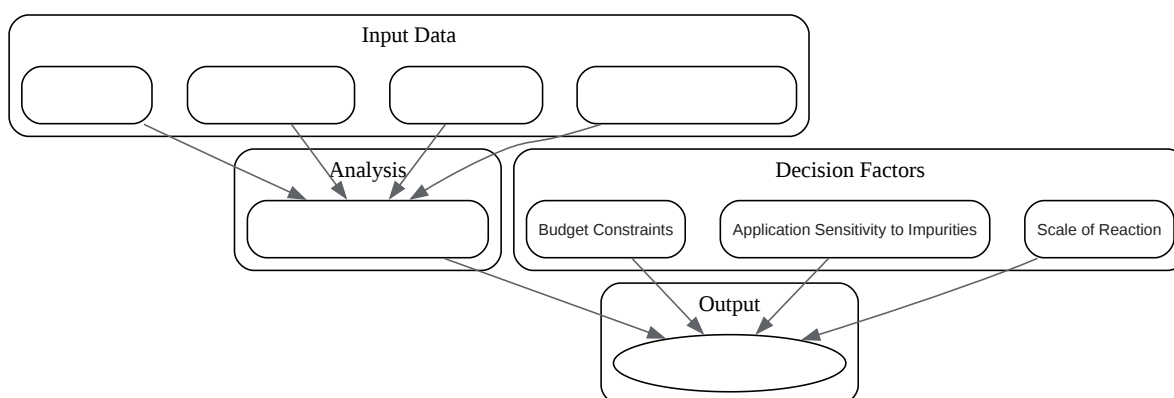 Input Data
Analysis
Decision Factors
Budget Constraints
Application Sensitivity to Impurities
Scale of Reaction
Output